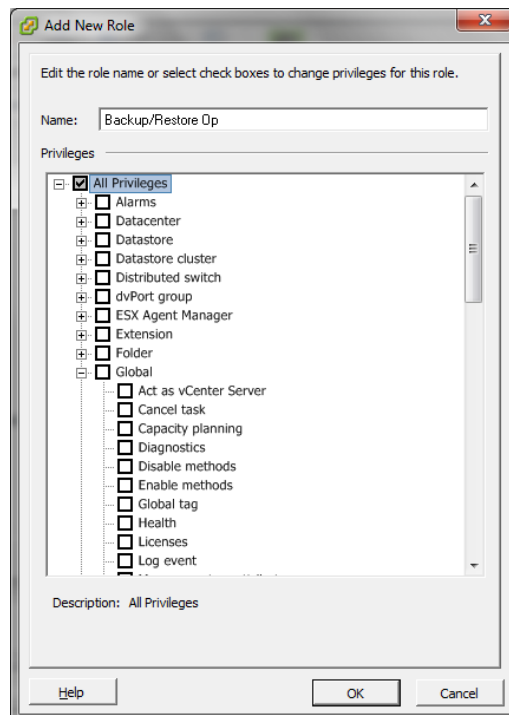 Add New Role
Edit the role name or select check boxes to change privileges for this role.
Name: Backup/Restore Op
Privileges
All Privileges
Alarms
Datacenter
Datastore
Datastore cluster
Distributed switch
dvPort group
ESX Agent Manager
Extension
Folder
Global
Act as vCenter Server
Cancel task
Capacity planning
Diagnostics
Disable methods
Enable methods
Global tag
Health
Licenses
Log event
Description: All Privileges
Help OK Cancel